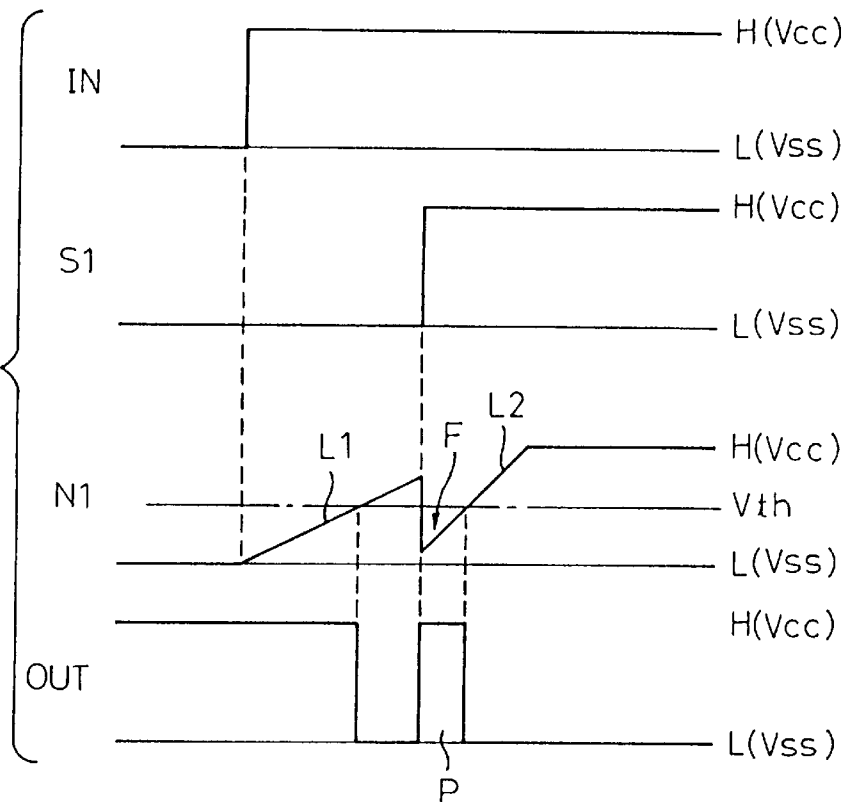 H(Vcc)
IN
L(Vss)
H(Vcc)
S1
L(Vss)
L2
F
L1
H(Vcc)
N1
Vth
L(Vss)
H(Vcc)
OUT
L(Vss)
P